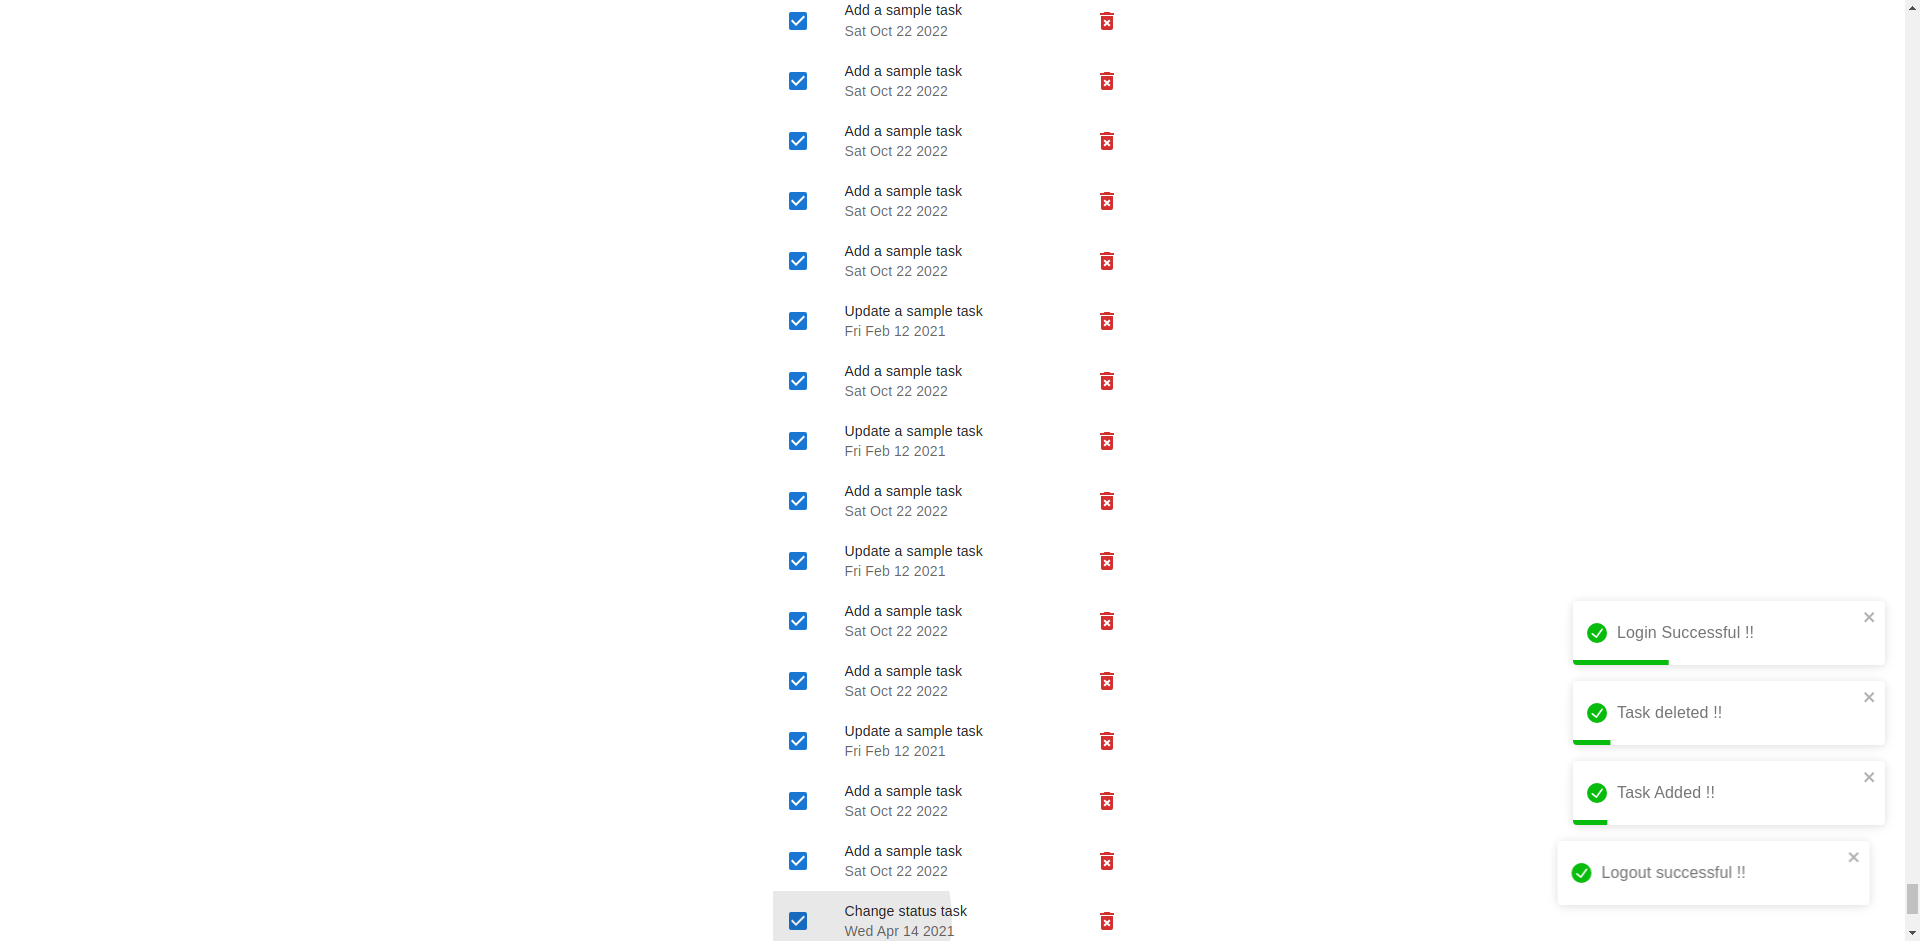 Add a sample task
Sat Oct 22 2022
Add a sample task
Sat Oct 22 2022
Add a sample task
Sat Oct 22 2022
Add a sample task
Sat Oct 22 2022
Add a sample task
Sat Oct 22 2022
Update a sample task
Fri Feb 12 2021
Add a sample task
Sat Oct 22 2022
Update a sample task
Fri Feb 12 2021
Add a sample task
Sat Oct 22 2022
Update a sample task
Fri Feb 12 2021
Add a sample task
Sat Oct 22 2022
Add a sample task
Sat Oct 22 2022
Update a sample task
Fri Feb 12 2021
Add a sample task
Sat Oct 22 2022
Add a sample task
Sat Oct 22 2022
Change status task
Wed Apr 14 2021
Login Successful !!
Task deleted !!
Task Added !!
Logout successful !!